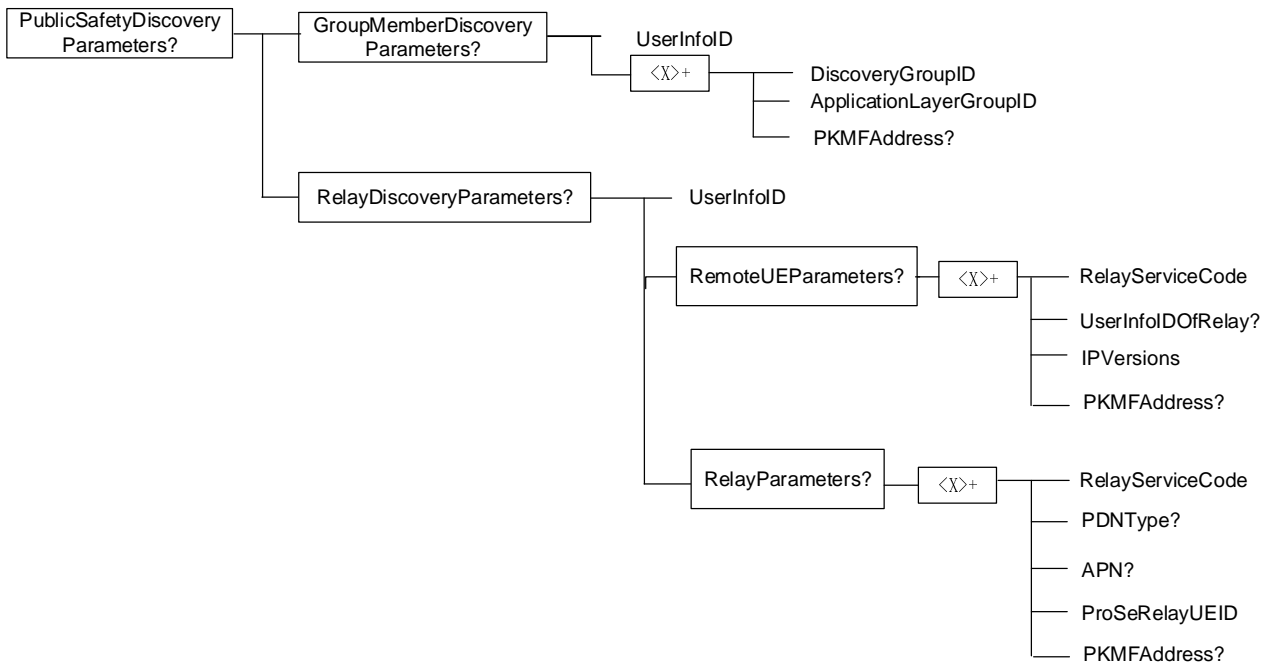 PublicSafetyDiscovery
Parameters?
GroupMemberDiscovery
Parameters?
UserInfoID
<X>+
DiscoveryGroupID
ApplicationLayerGroupID
PKMFAddress?
RelayDiscoveryParameters?
UserInfoID
RemoteUEParameters?
<X>+
RelayServiceCode
UserInfoIDOfRelay?
IPVersions
PKMFAddress?
RelayParameters?
<X>+
RelayServiceCode
PDNType?
APN?
ProSeRelayUEID
PKMFAddress?